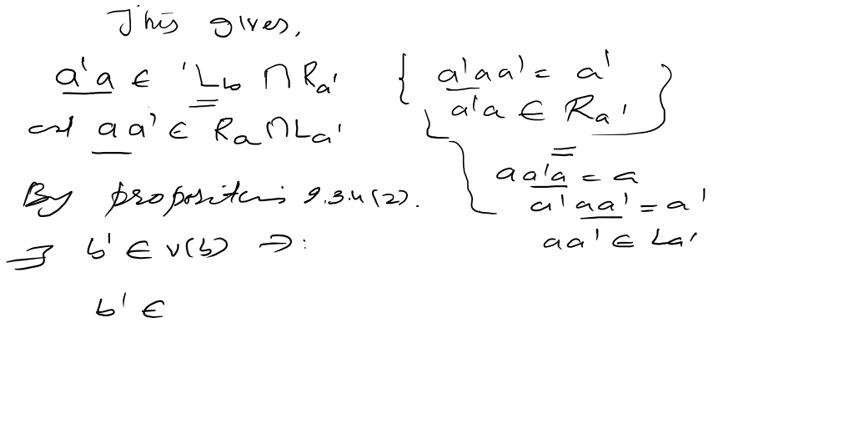 This gives,
a'a ∈ 'L_b ∩ R_a'
and aa' ∈ R_a ∩ L_a'
By proposition 2.3.4(2).
⇒ b' ∈ v(b) ⇒:
b' ∈
{ a'aa' = a'
a'a ∈ R_a' }
=
aa'a = a
a'aa' = a'
aa' ∈ L_a'